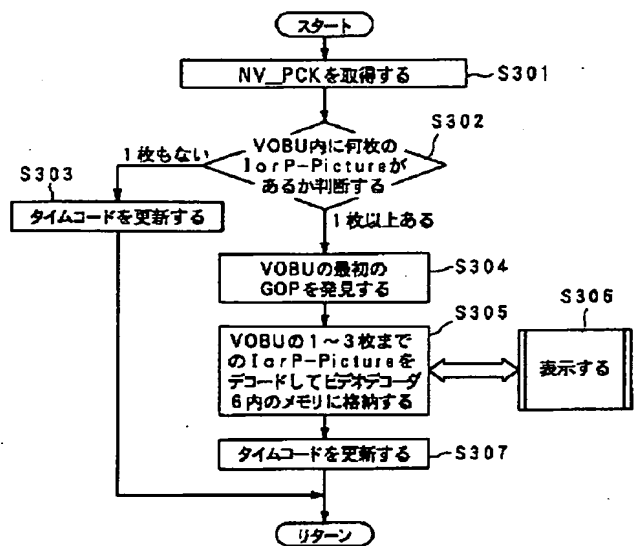 スタート
NV_PCKを取得する
S301
S302
VOBU内に何枚の
IorP-Pictureが
あるか判断する
1枚もない
S303
タイムコードを更新する
1枚以上ある
VOBUの最初の
GOPを発見する
S304
S305
VOBUの1~3枚まで
のIorP-Pictureを
デコードしてビデオデコーダ
6内のメモリに格納する
S306
表示する
タイムコードを更新する
S307
リターン